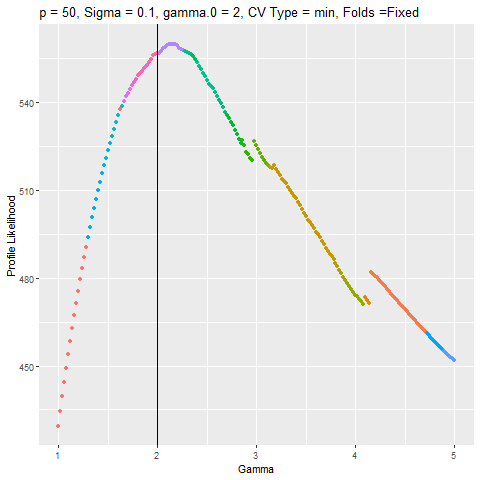 p = 50, Sigma = 0.1, gamma.0 = 2, CV Type = min, Folds =Fixed
Profile Likelihood
540
510
480
450
1 2 3 4 5
Gamma